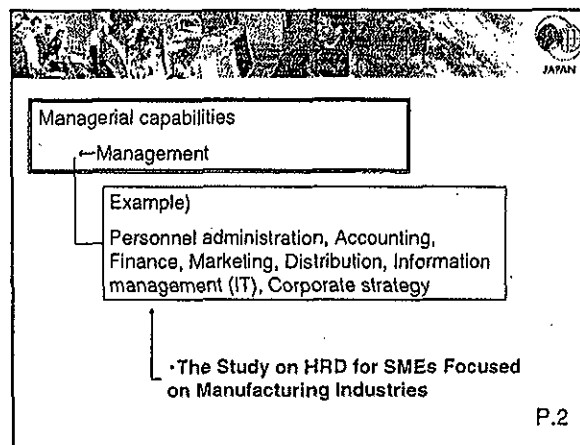 JAPAN
Managerial capabilities
←Management
Example)
Personnel administration, Accounting,
Finance, Marketing, Distribution, Information
management (IT), Corporate strategy
・The Study on HRD for SMEs Focused
on Manufacturing Industries
P.2